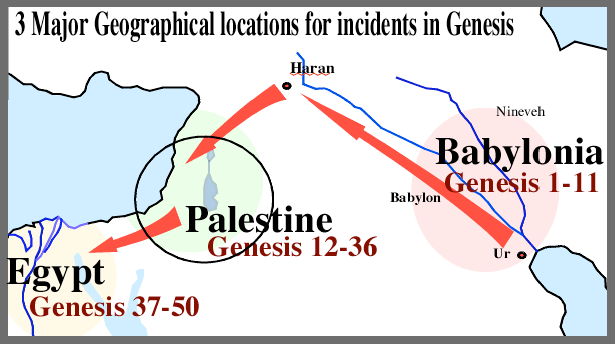 3 Major Geographical locations for incidents in Genesis
Haran
Nineveh
Babylonia
Genesis 1-11
Babylon
Palestine
Genesis 12-36
Ur
Egypt
Genesis 37-50